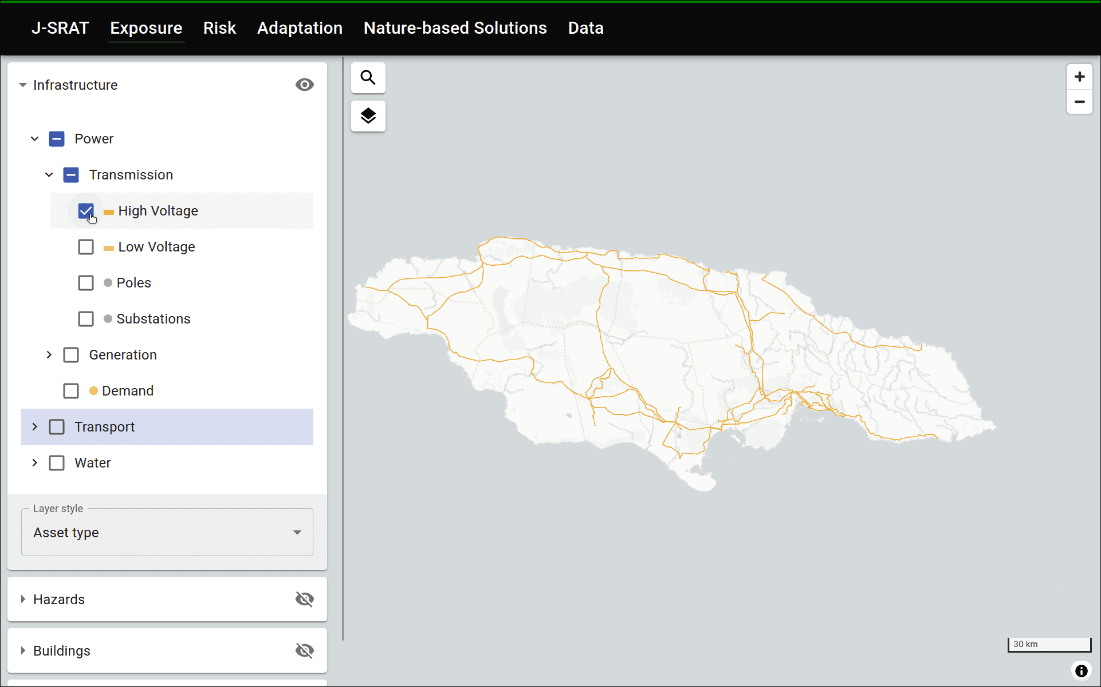 J-SRAT Exposure Risk Adaptation Nature-based Solutions Data
Infrastructure
Power
Transmission
High Voltage
Low Voltage
Poles
Substations
Generation
Demand
Transport
Water
Layer style
Asset type
Hazards
Buildings
30 km